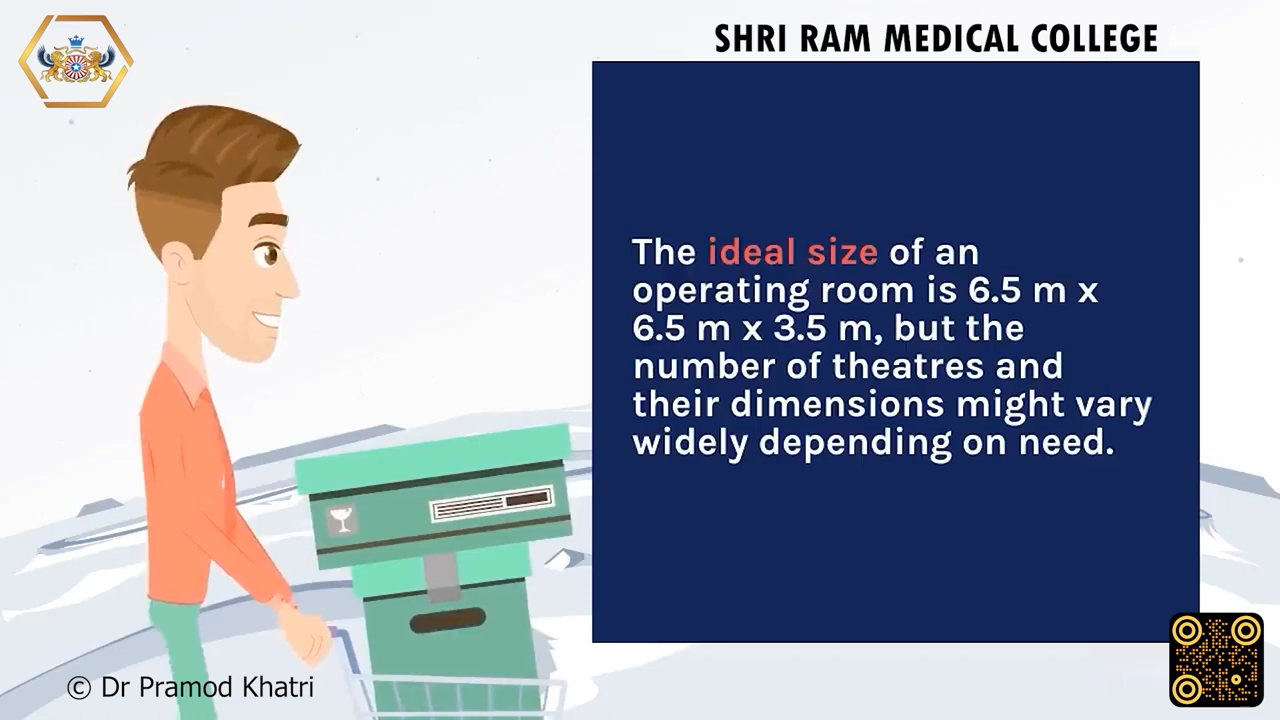 SHRI RAM MEDICAL COLLEGE
The ideal size of an
operating room is 6.5 m x
6.5 m x 3.5 m, but the
number of theatres and
their dimensions might vary
widely depending on need.
© Dr Pramod Khatri